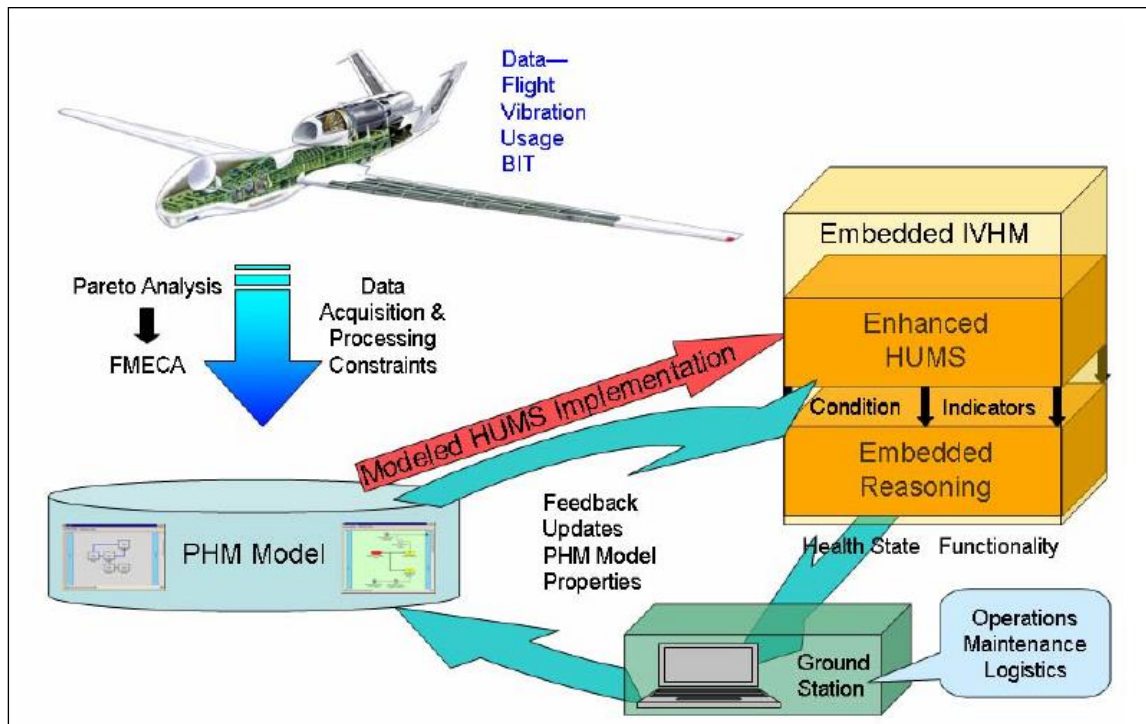 Data—
Flight
Vibration
Usage
BIT
Pareto Analysis
FMECA
Data
Acquisition &
Processing
Constraints
Embedded IVHM
Enhanced
HUMS
Condition
Indicators
Embedded
Reasoning
Modeled HUMS Implementation
PHM Model
Feedback
Updates
PHM Model
Properties
Health State Functionality
Ground
Station
Operations
Maintenance
Logistics